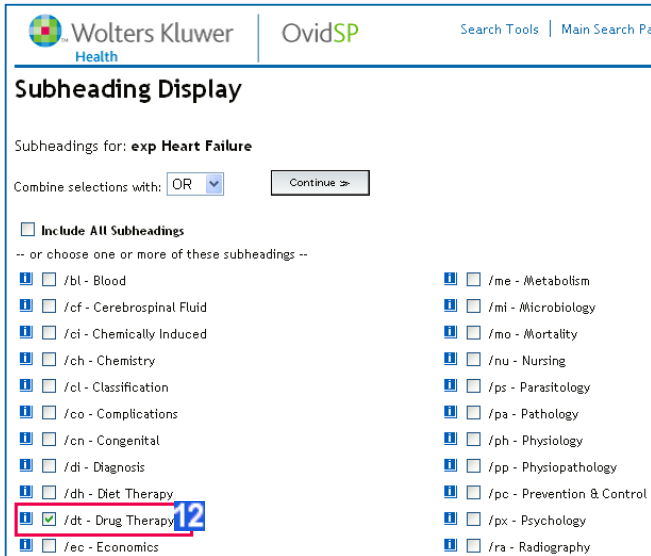 Wolters Kluwer Health OvidSP Search Tools Main Search Pa
Subheading Display
Subheadings for: exp Heart Failure
Combine selections with: OR Continue >>
Include All Subheadings
-- or choose one or more of these subheadings --
i /bl - Blood
i /cf - Cerebrospinal Fluid
i /ci - Chemically Induced
i /ch - Chemistry
i /cl - Classification
i /co - Complications
i /cn - Congenital
i /di - Diagnosis
i /dh - Diet Therapy
i /dt - Drug Therapy 12
i /ec - Economics
i /me - Metabolism
i /mi - Microbiology
i /mo - Mortality
i /nu - Nursing
i /ps - Parasitology
i /pa - Pathology
i /ph - Physiology
i /pp - Physiopathology
i /pc - Prevention & Control
i /px - Psychology
i /ra - Radiography